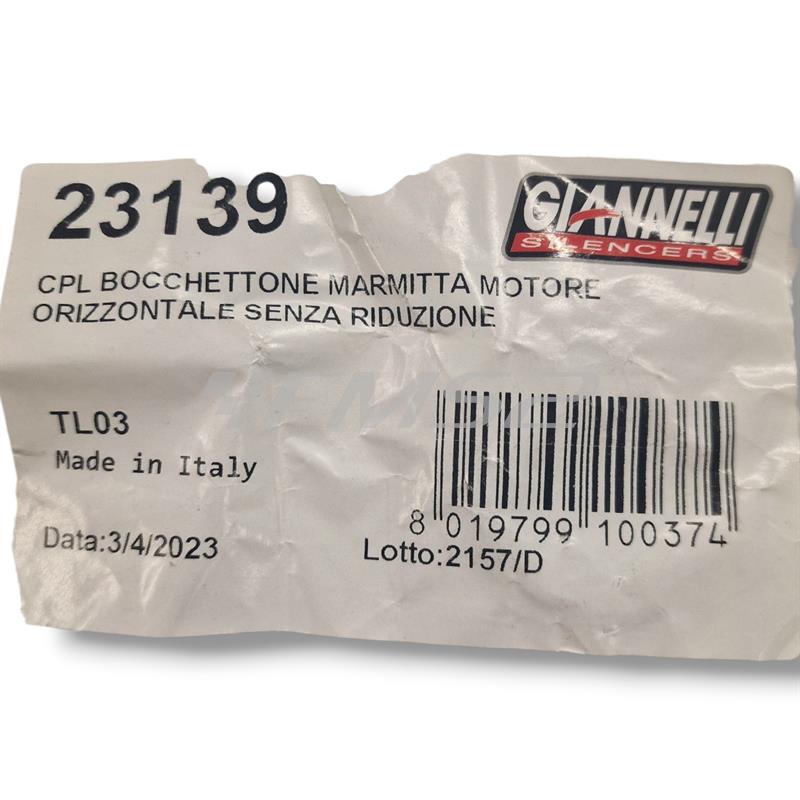 23139
GIANNELLI
SILENCERS
CPL BOCCHETTONE MARMITTA MOTORE
ORIZZONTALE SENZA RIDUZIONE
TL03
Made in Italy
8 019799 100374
Data:3/4/2023
Lotto:2157/D